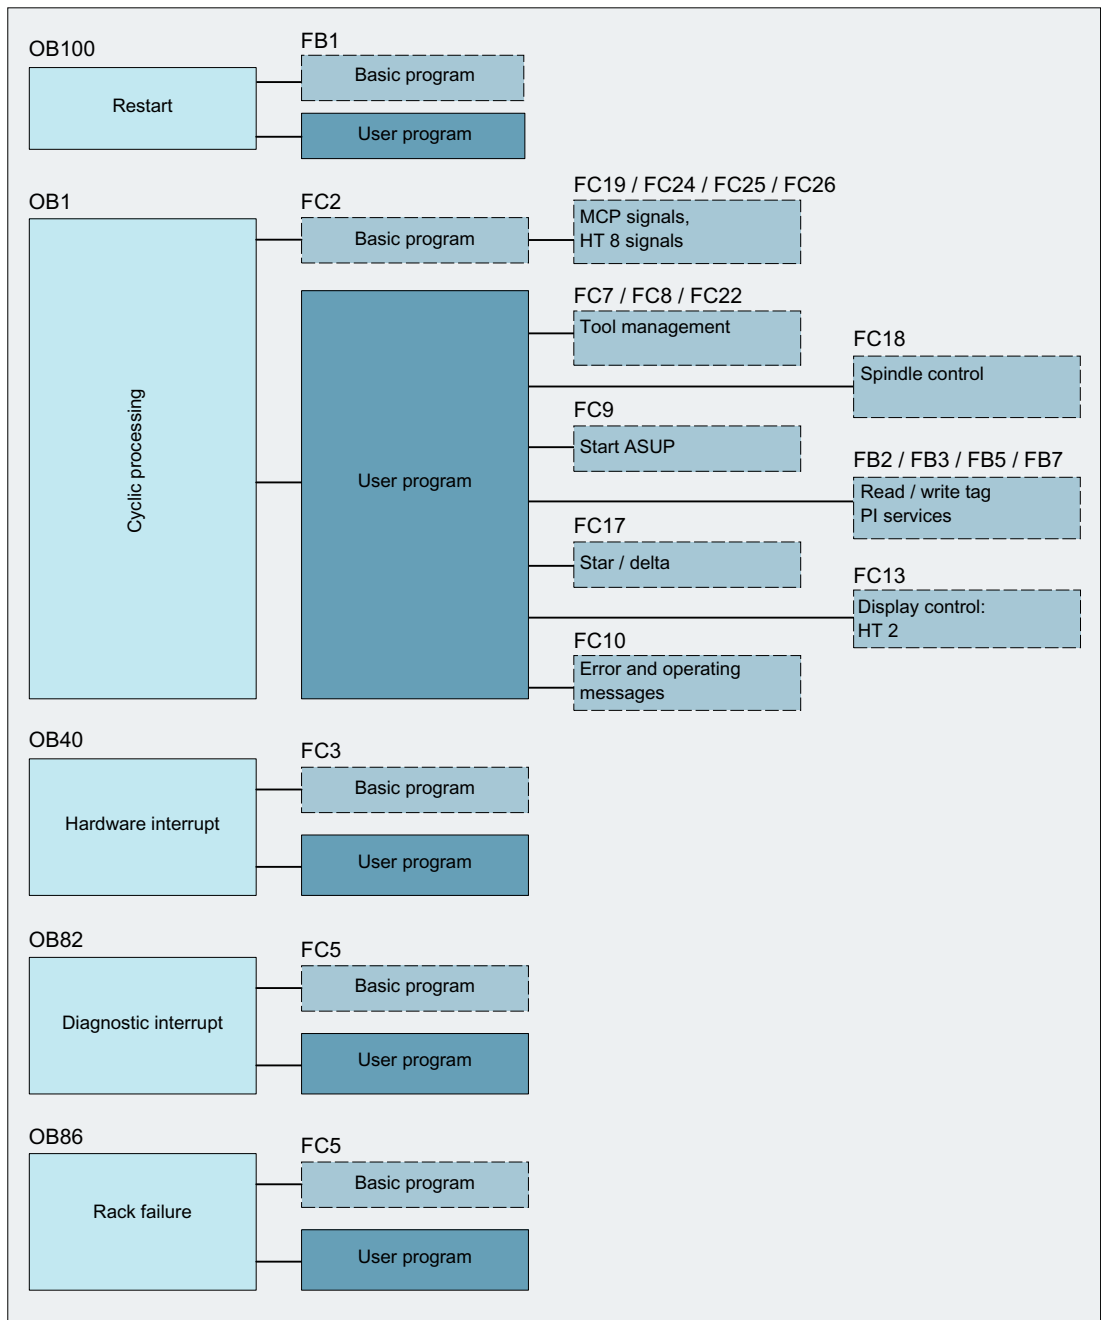 OB100
FB1
Basic program
Restart
User program
OB1
FC2
Basic program
FC19 / FC24 / FC25 / FC26
MCP signals,
HT 8 signals
Cyclic processing
User program
FC7 / FC8 / FC22
Tool management
FC18
Spindle control
FC9
Start ASUP
FB2 / FB3 / FB5 / FB7
Read / write tag
PI services
FC17
Star / delta
FC13
Display control:
HT 2
FC10
Error and operating
messages
OB40
FC3
Basic program
Hardware interrupt
User program
OB82
FC5
Basic program
Diagnostic interrupt
User program
OB86
FC5
Basic program
Rack failure
User program